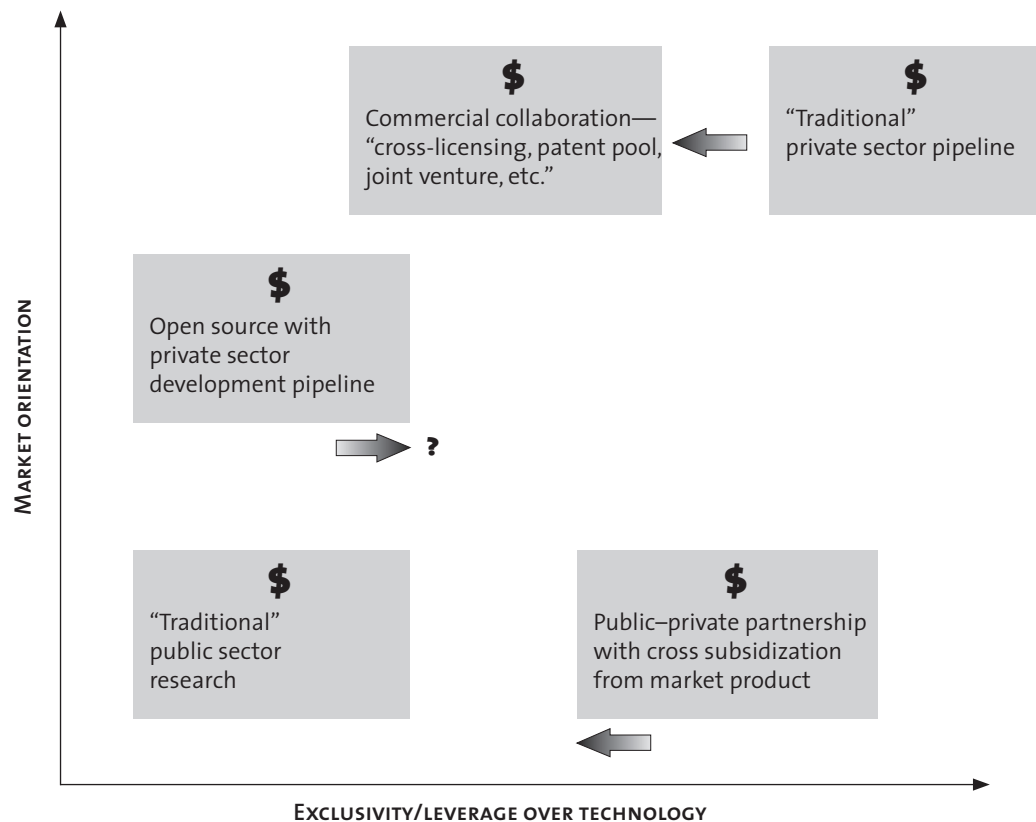 $
Commercial collaboration—
“cross-licensing, patent pool,
joint venture, etc.”
$
“Traditional”
private sector pipeline
$
Open source with
private sector
development pipeline
?
$
“Traditional”
public sector
research
$
Public–private partnership
with cross subsidization
from market product
MARKET ORIENTATION
EXCLUSIVITY/LEVERAGE OVER TECHNOLOGY